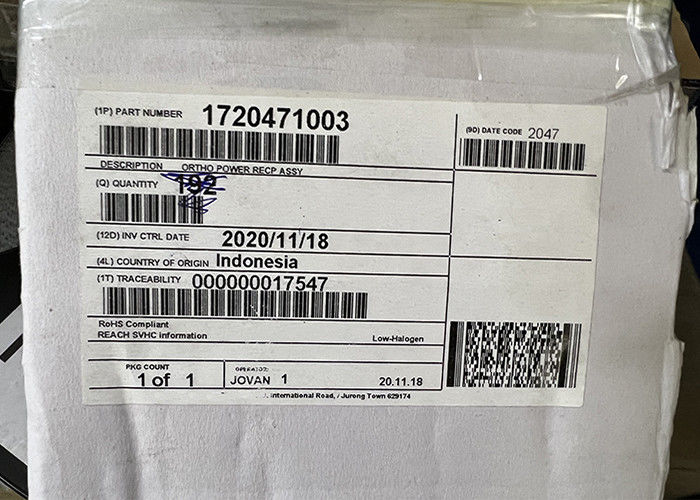 (1P) PART NUMBER 1720471003
(9D) DATE CODE 2047
DESCRIPTION ORTHO POWER RECP ASSY
(Q) QUANTITY 192
(12D) INV CTRL DATE 2020/11/18
(4L) COUNTRY OF ORIGIN Indonesia
(1T) TRACEABILITY 000000017547
RoHS Compliant
REACH SVHC Information
Low-Halogen
PKG COUNT
1 of 1
OPERATOR:
JOVAN 1
20.11.18
International Road, / Jurong Town 629174